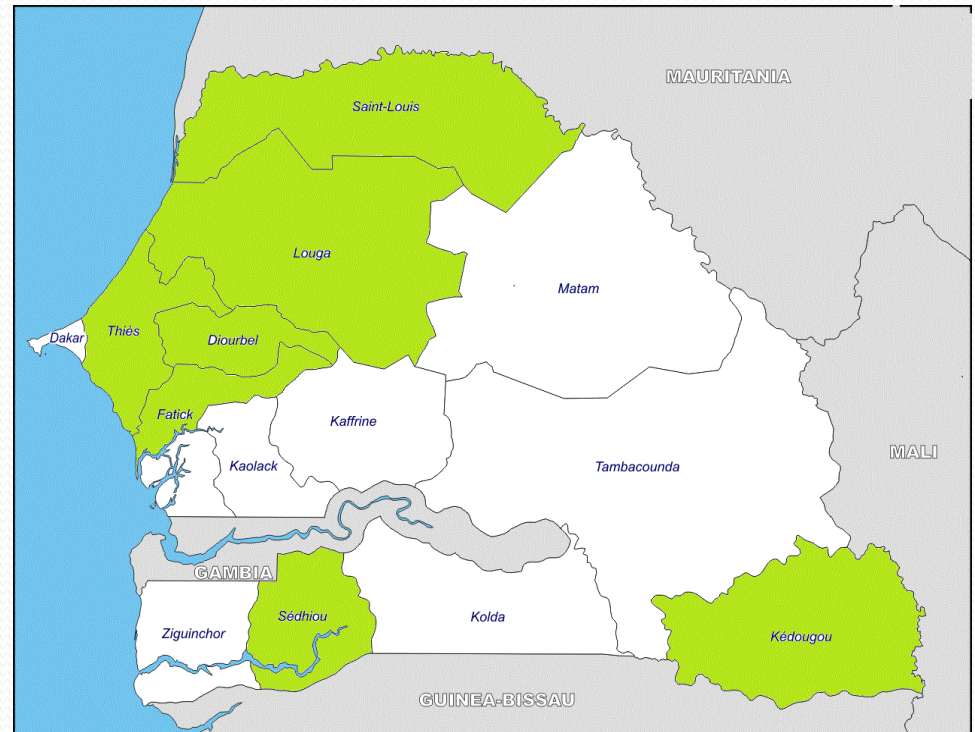 MAURITANIA
Saint-Louis
Louga
Matam
Dakar
Thiès
Diourbel
Fatick
Kaffrine
Kaolack
Tambacounda
MALI
GAMBIA
Sédhiou
Kolda
Ziguinchor
Kédougou
GUINEA-BISSAU